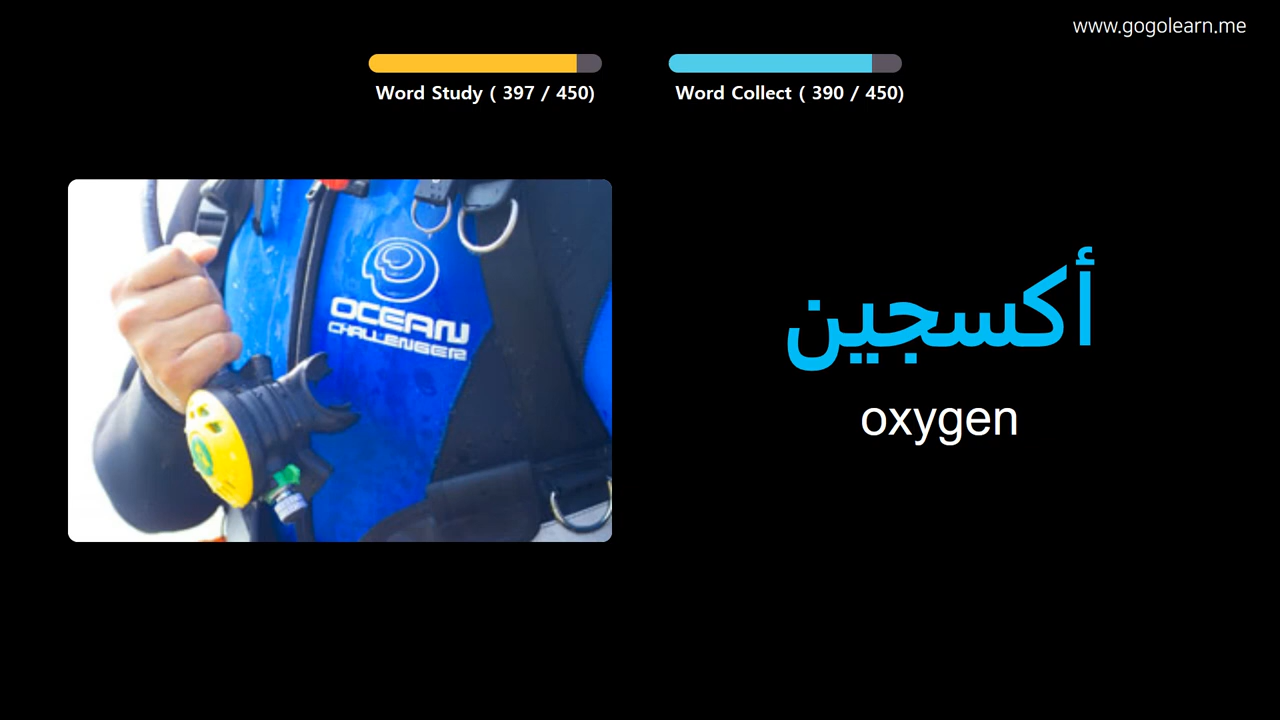 www.gogolearn.me
Word Study ( 397 / 450)
Word Collect ( 390 / 450)
OCEAN
CHALLENGER
أكسجين
oxygen